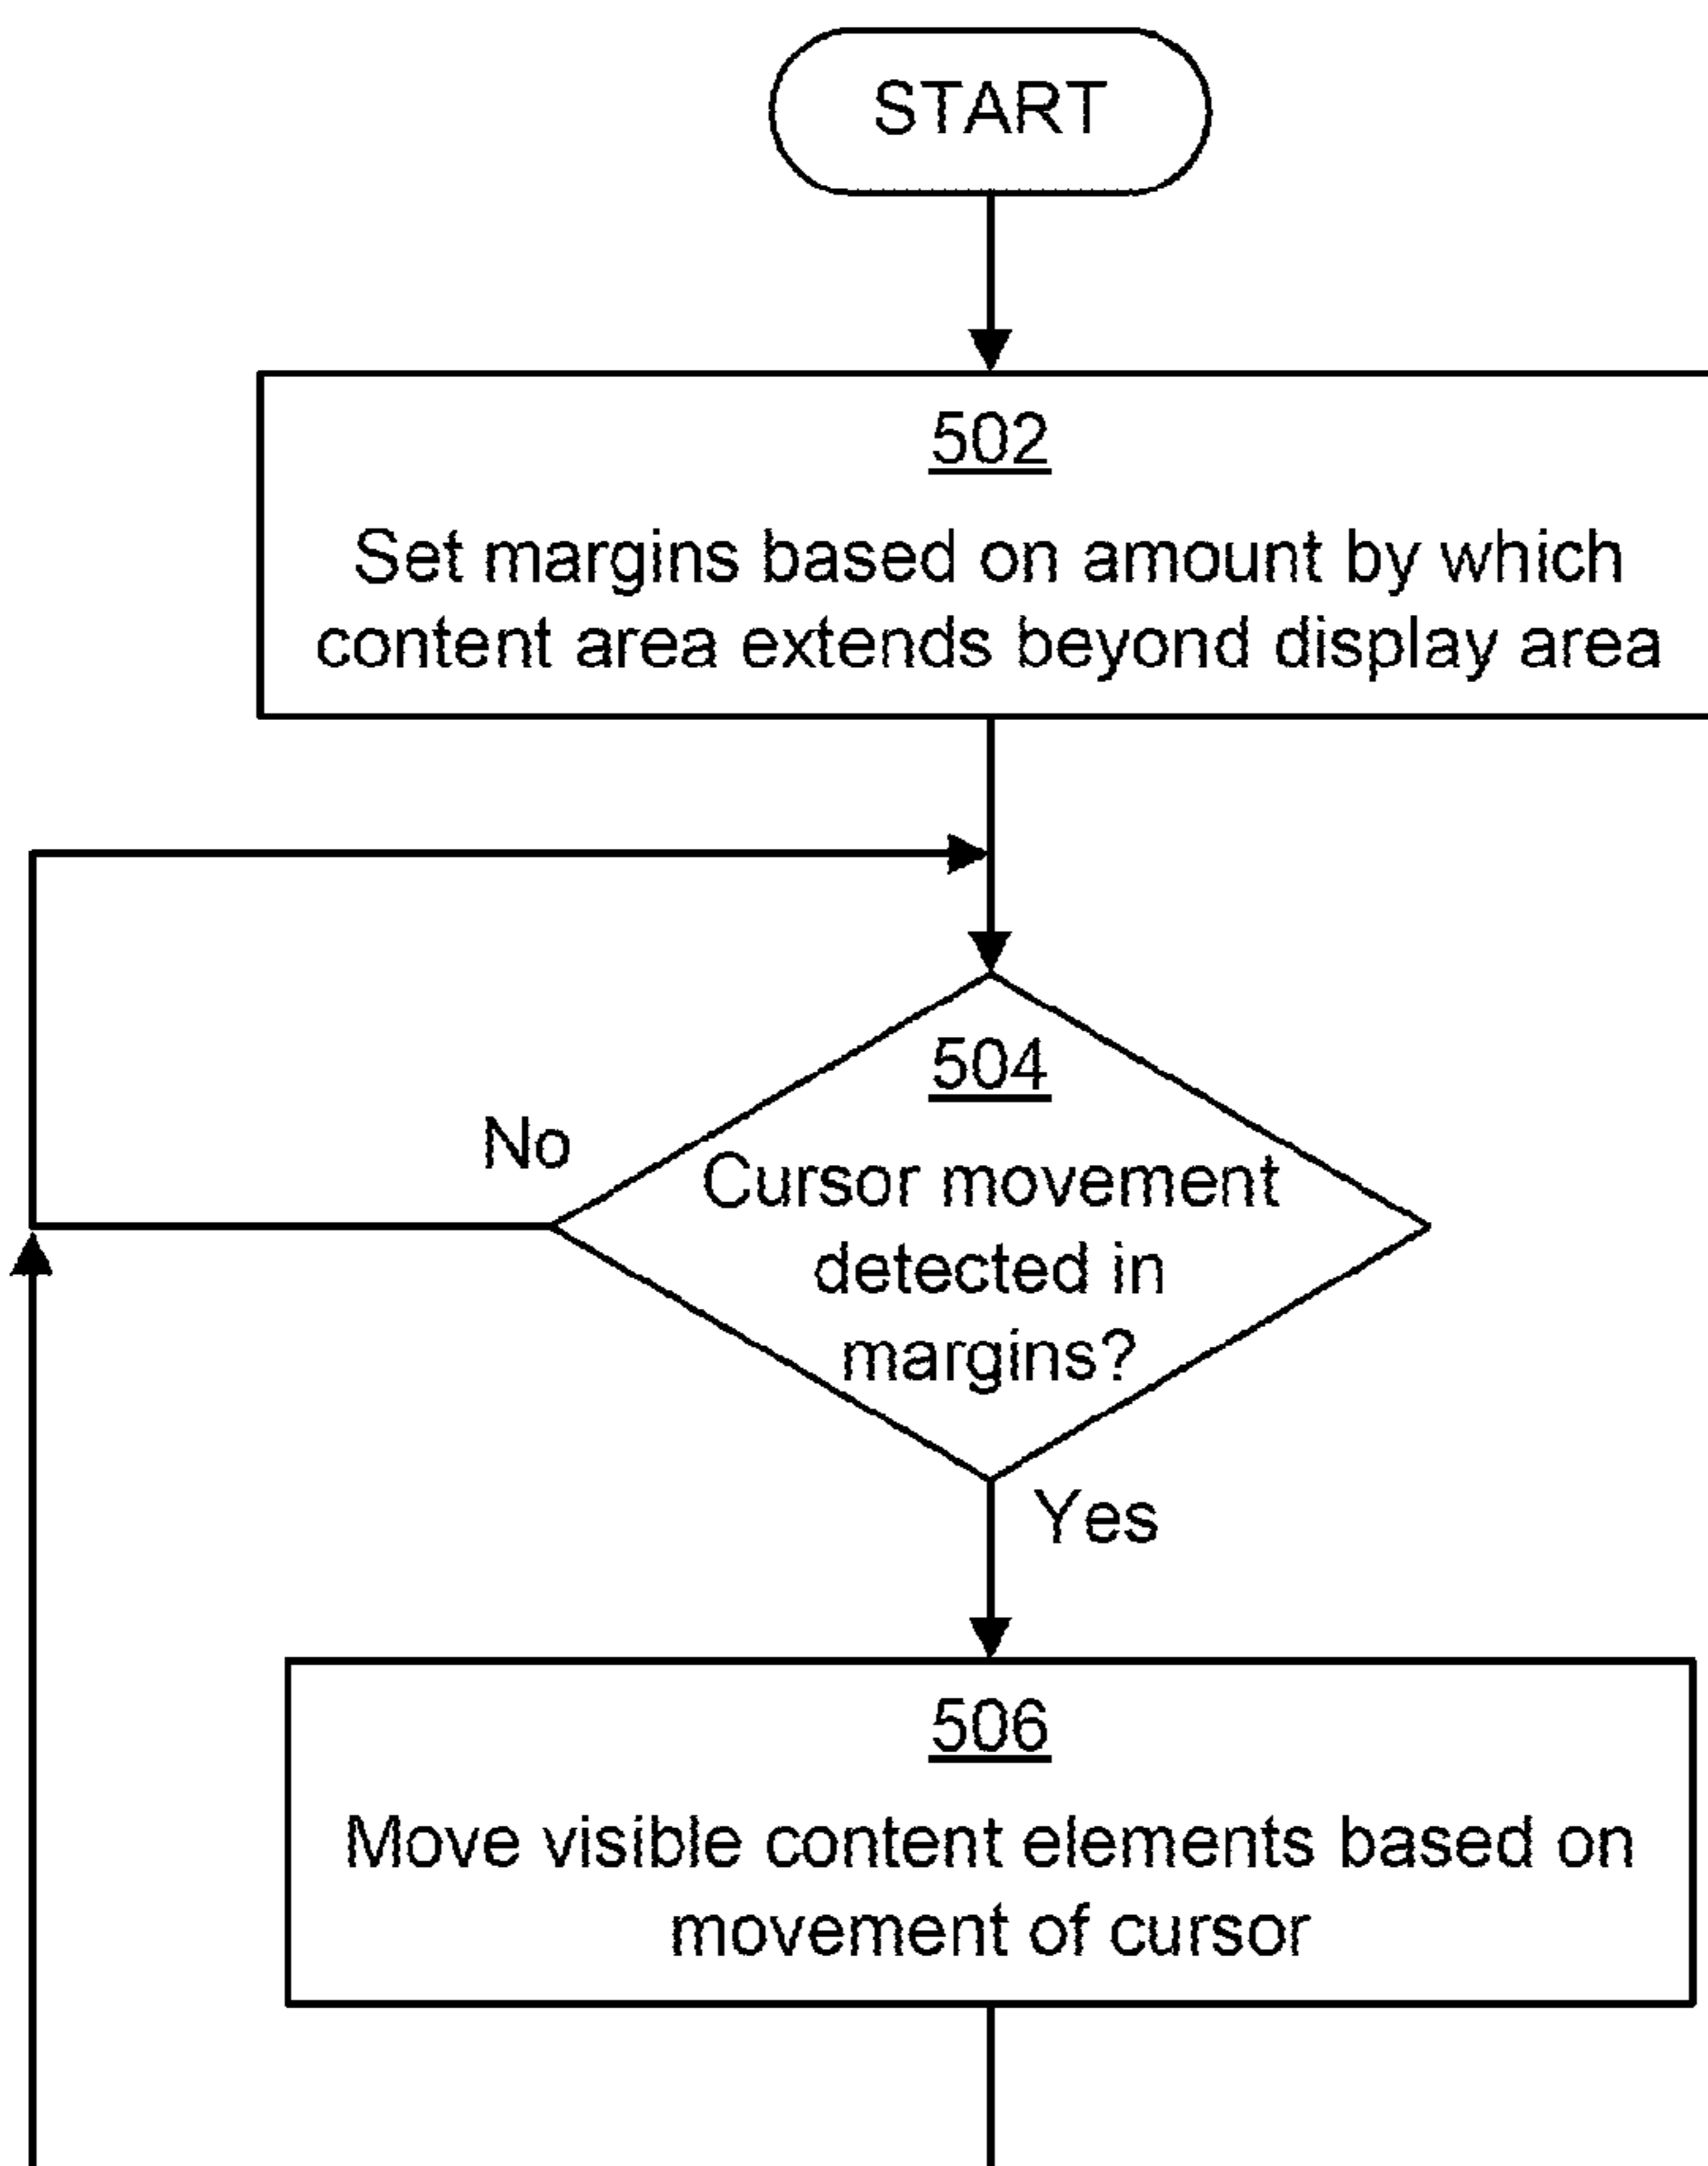 START
502
Set margins based on amount by which
content area extends beyond display area
504
No
Cursor movement
detected in
margins?
Yes
506
Move visible content elements based on
movement of cursor